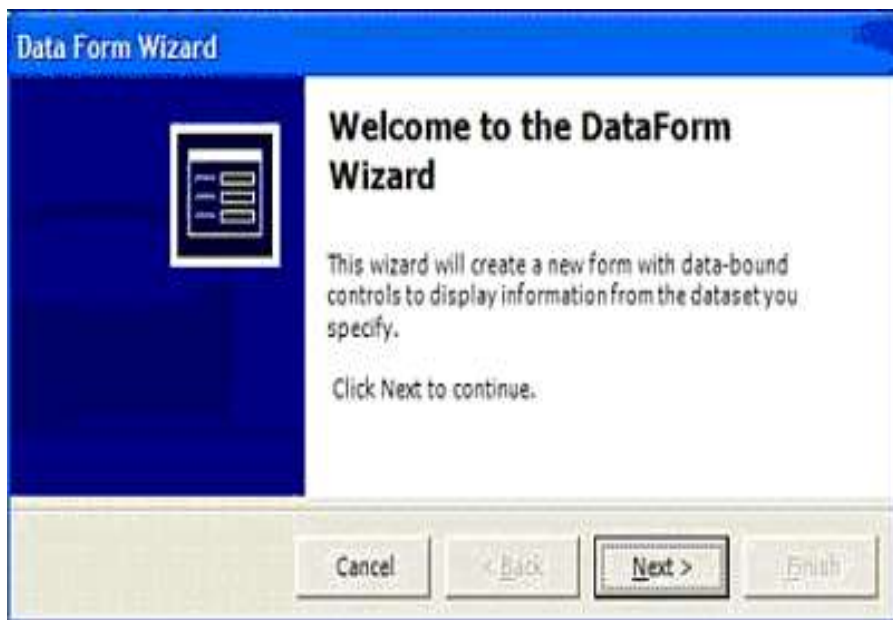 Data Form Wizard
Welcome to the DataForm
Wizard
This wizard will create a new form with data-bound
controls to display information from the dataset you
specify.
Click Next to continue.
Cancel
< Back
Next >
Finish